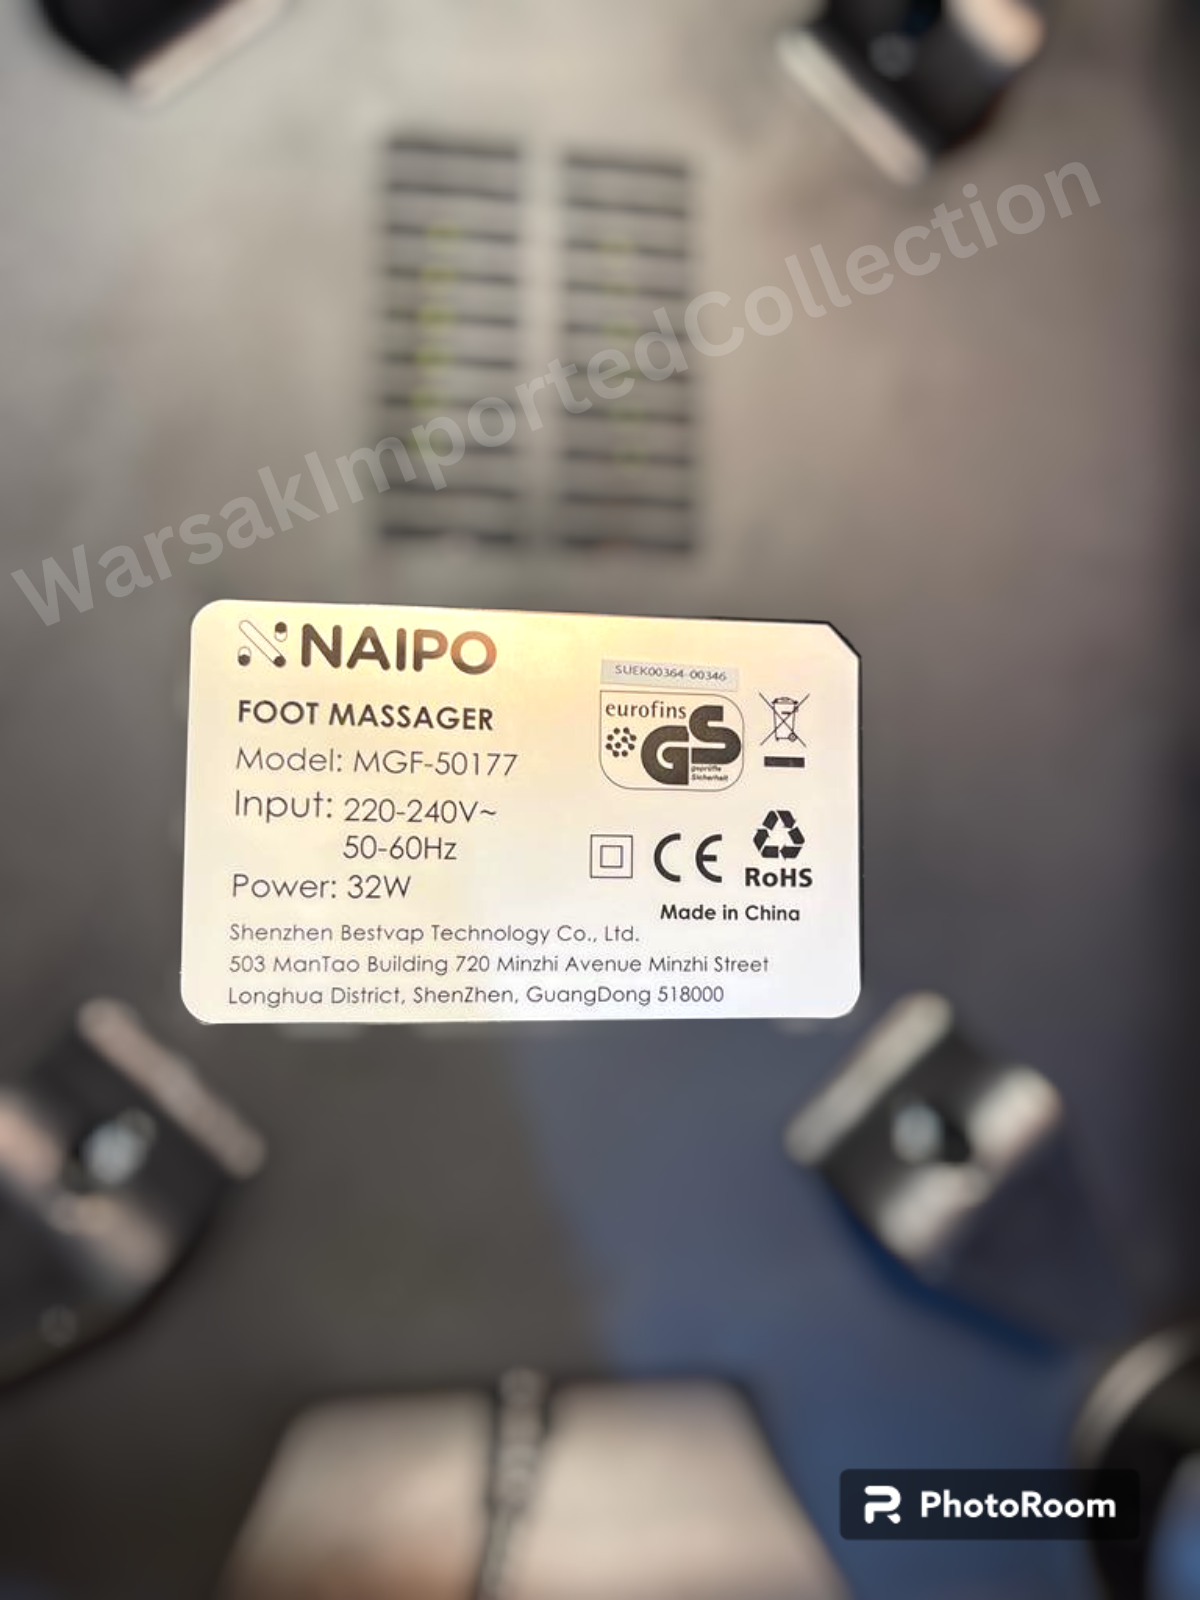 WarsakImportedCollection
NAIPO
FOOT MASSAGER
Model: MGF-50177
Input: 220-240V~
50-60Hz
Power: 32W
SUEK00364-00346
eurofins
GS
geprüfte
Sicherheit
CE
RoHS
Made in China
Shenzhen Bestvap Technology Co., Ltd.
503 ManTao Building 720 Minzhi Avenue Minzhi Street
Longhua District, ShenZhen, GuangDong 518000
PhotoRoom